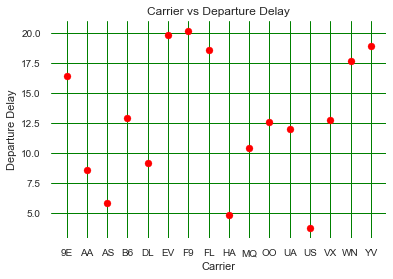 Carrier vs Departure Delay
20.0
17.5
15.0
12.5
10.0
7.5
5.0
Departure Delay
9E AA AS B6 DL EV F9 FL HA MQ OO UA US VX WN YV
Carrier